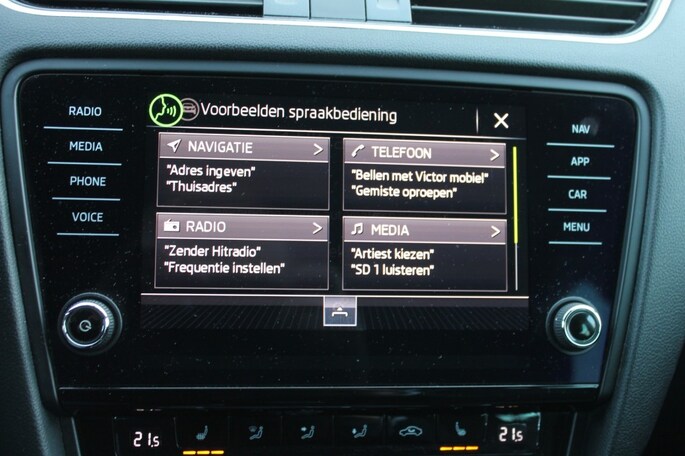 RADIO
MEDIA
PHONE
VOICE
Voorbeelden spraakbediening
NAVIGATIE
"Adres ingeven"
"Thuisadres"
TELEFOON
"Bellen met Victor mobiel"
"Gemiste oproepen"
RADIO
"Zender Hitradio"
"Frequentie instellen"
MEDIA
"Artiest kiezen"
"SD 1 luisteren"
NAV
APP
CAR
MENU
21.5
21.5